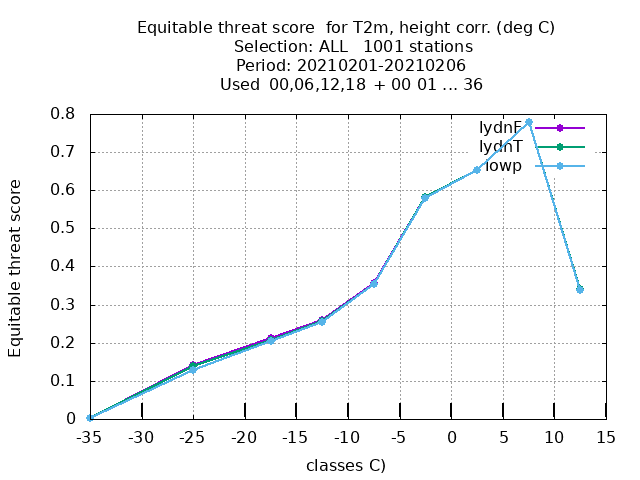 Equitable threat score  for T2m, height corr. (deg C)
Selection: ALL   1001 stations
Period: 20210201-20210206
Used  00,06,12,18 + 00 01 ... 36
Equitable threat score
0.8
0.7
0.6
0.5
0.4
0.3
0.2
0.1
0
lydnF
lydnT
lowp
-35 -30 -25 -20 -15 -10 -5 0 5 10 15
classes C)